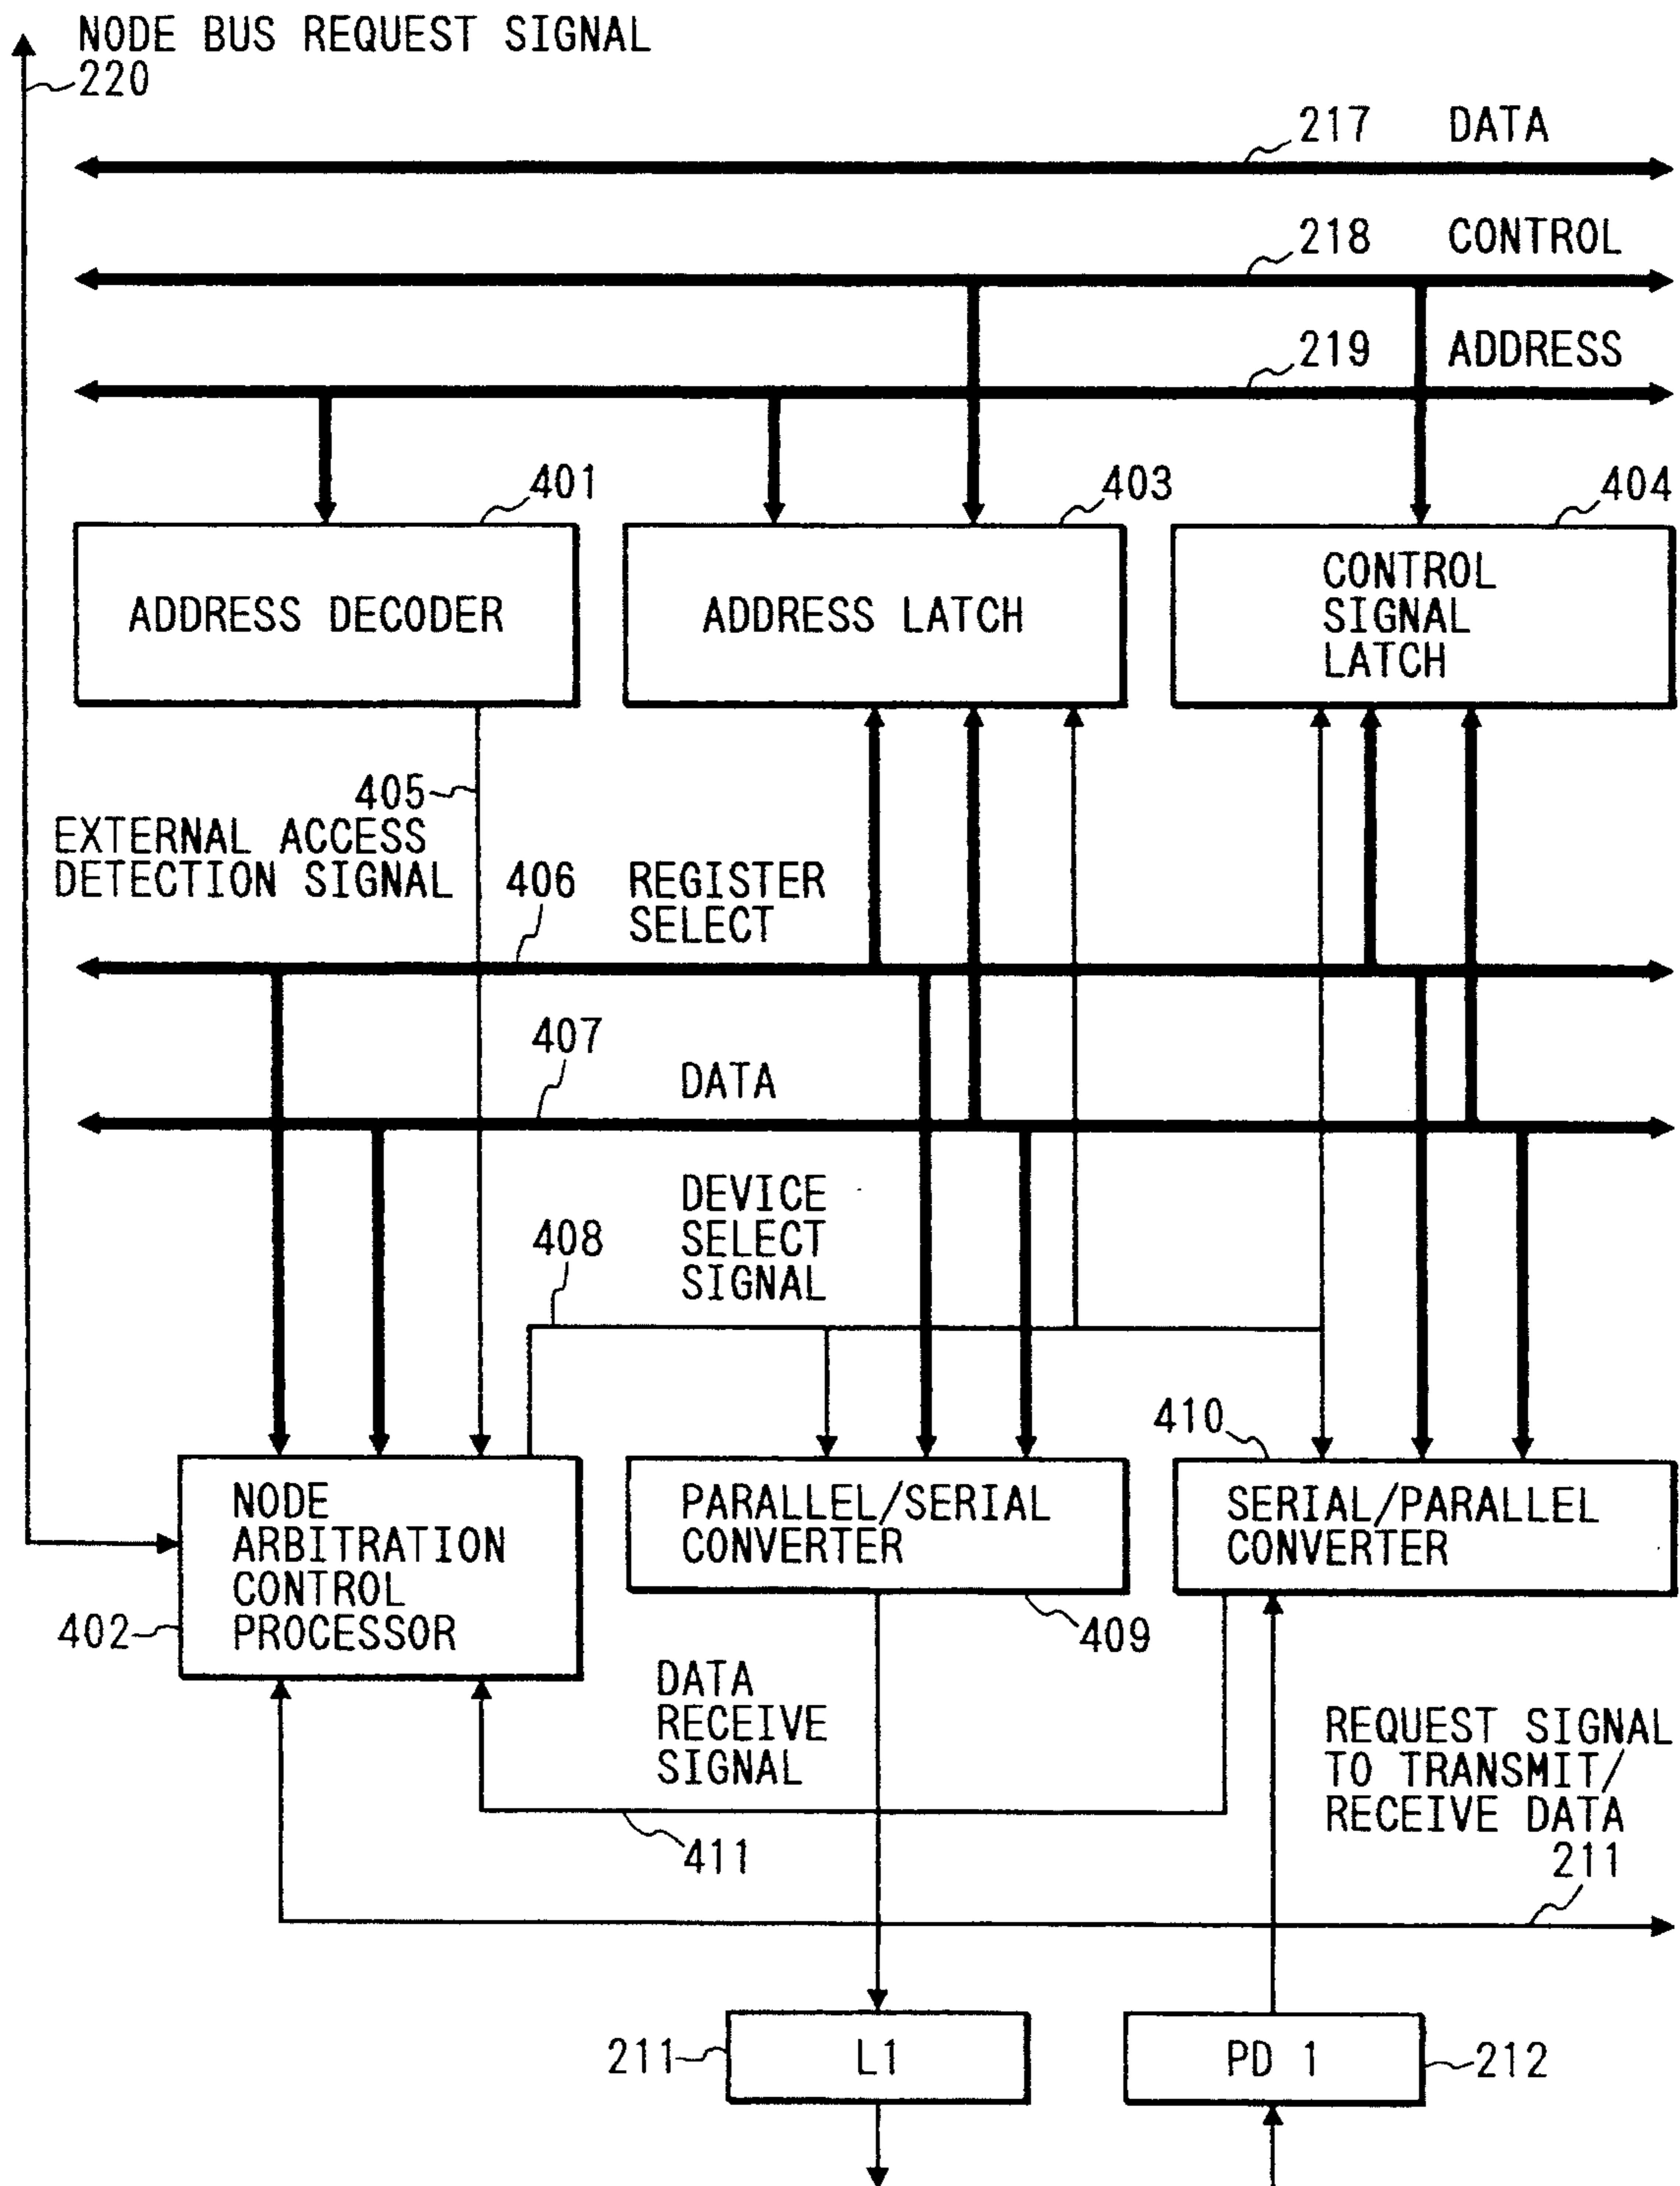 NODE BUS REQUEST SIGNAL
220
217 DATA
218 CONTROL
219 ADDRESS
401
403
404
ADDRESS DECODER
ADDRESS LATCH
CONTROL
SIGNAL
LATCH
405
EXTERNAL ACCESS
DETECTION SIGNAL
406
REGISTER
SELECT
407
DATA
408
DEVICE
SELECT
SIGNAL
410
NODE
ARBITRATION
CONTROL
PROCESSOR
402
PARALLEL/SERIAL
CONVERTER
409
SERIAL/PARALLEL
CONVERTER
DATA
RECEIVE
SIGNAL
411
REQUEST SIGNAL
TO TRANSMIT/
RECEIVE DATA
211
211
L1
PD 1
212